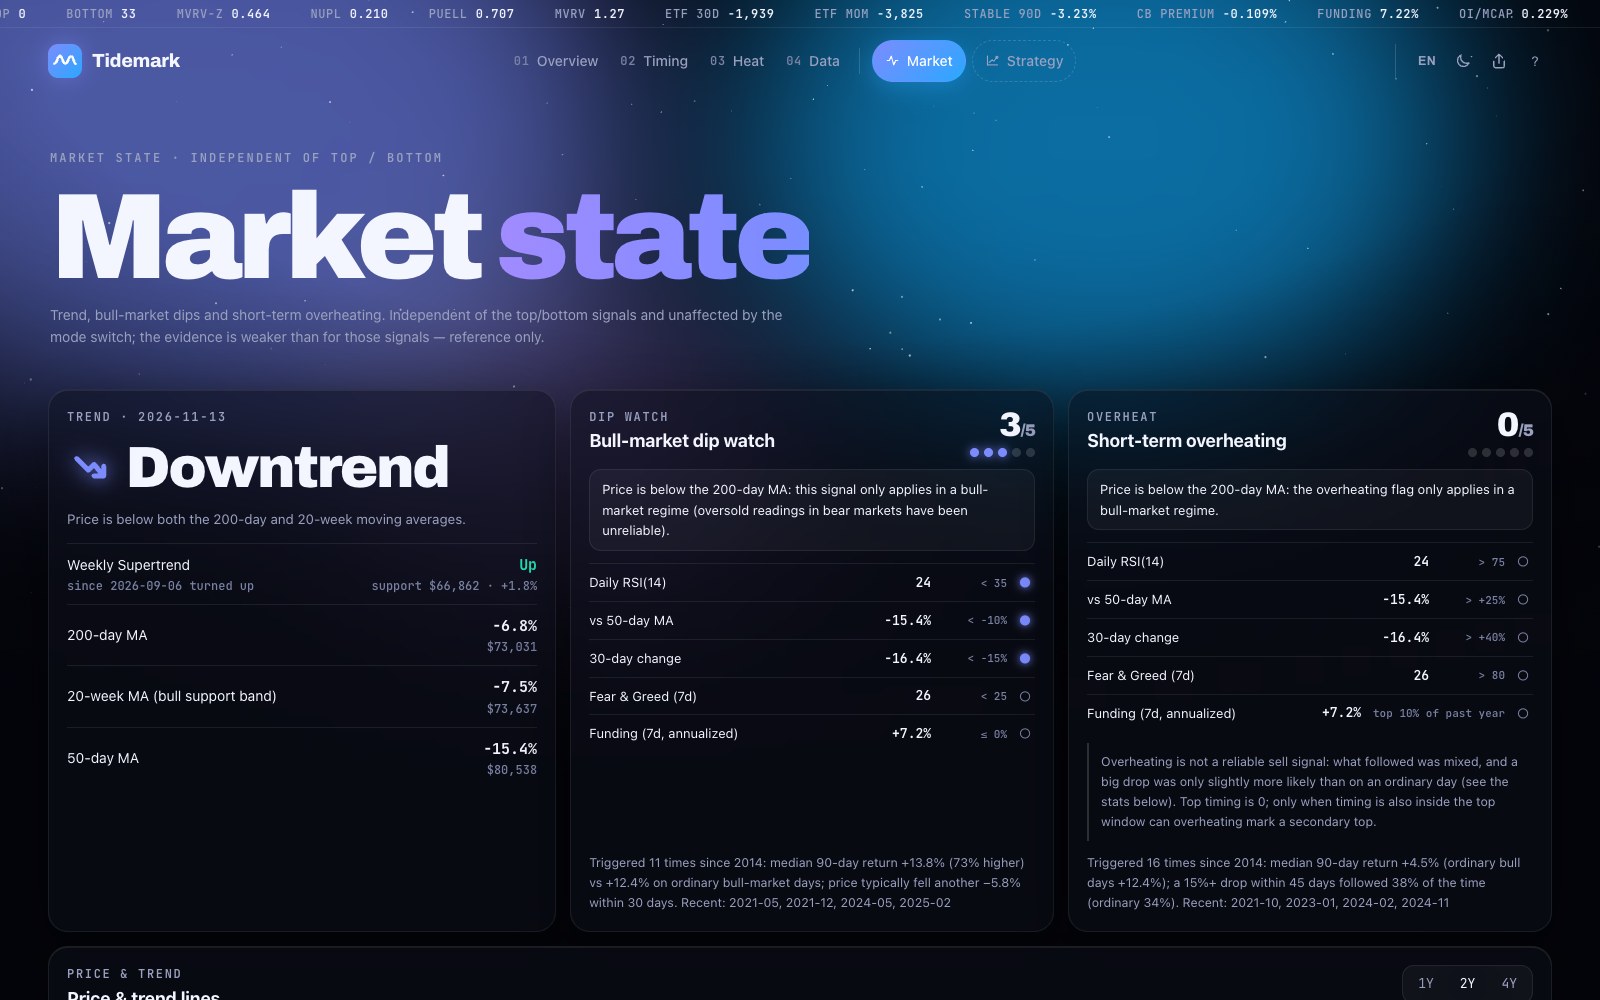 P 0 BOTTOM 33 MVRV-Z 0.464 NUPL 0.210 PUELL 0.707 MVRV 1.27 ETF 30D -1,939 ETF MOM -3,825 STABLE 90D -3.23% CB PREMIUM -0.109% FUNDING 7.22% OI/MCAP 0.229%
Tidemark
01 Overview 02 Timing 03 Heat 04 Data Market Strategy EN ?
MARKET STATE · INDEPENDENT OF TOP / BOTTOM
Market state
Trend, bull-market dips and short-term overheating. Independent of the top/bottom signals and unaffected by the
mode switch; the evidence is weaker than for those signals — reference only.
TREND · 2026-11-13
Downtrend
Price is below both the 200-day and 20-week moving averages.
Weekly Supertrend Up
since 2026-09-06 turned up support $66,862 · +1.8%
200-day MA -6.8%
$73,031
20-week MA (bull support band) -7.5%
$73,637
50-day MA -15.4%
$80,538
DIP WATCH
Bull-market dip watch 3/5
Price is below the 200-day MA: this signal only applies in a bull-
market regime (oversold readings in bear markets have been
unreliable).
Daily RSI(14) 24 < 35
vs 50-day MA -15.4% < -10%
30-day change -16.4% < -15%
Fear & Greed (7d) 26 < 25
Funding (7d, annualized) +7.2% ≤ 0%
Triggered 11 times since 2014: median 90-day return +13.8% (73% higher)
vs +12.4% on ordinary bull-market days; price typically fell another −5.8%
within 30 days. Recent: 2021-05, 2021-12, 2024-05, 2025-02
OVERHEAT
Short-term overheating 0/5
Price is below the 200-day MA: the overheating flag only applies in a
bull-market regime.
Daily RSI(14) 24 > 75
vs 50-day MA -15.4% > +25%
30-day change -16.4% > +40%
Fear & Greed (7d) 26 > 80
Funding (7d, annualized) +7.2% top 10% of past year
Overheating is not a reliable sell signal: what followed was mixed, and a
big drop was only slightly more likely than on an ordinary day (see the
stats below). Top timing is 0; only when timing is also inside the top
window can overheating mark a secondary top.
Triggered 16 times since 2014: median 90-day return +4.5% (ordinary bull
days +12.4%); a 15%+ drop within 45 days followed 38% of the time
(ordinary 34%). Recent: 2021-10, 2023-01, 2024-02, 2024-11
PRICE & TREND
Price & trend lines
1Y 2Y 4Y